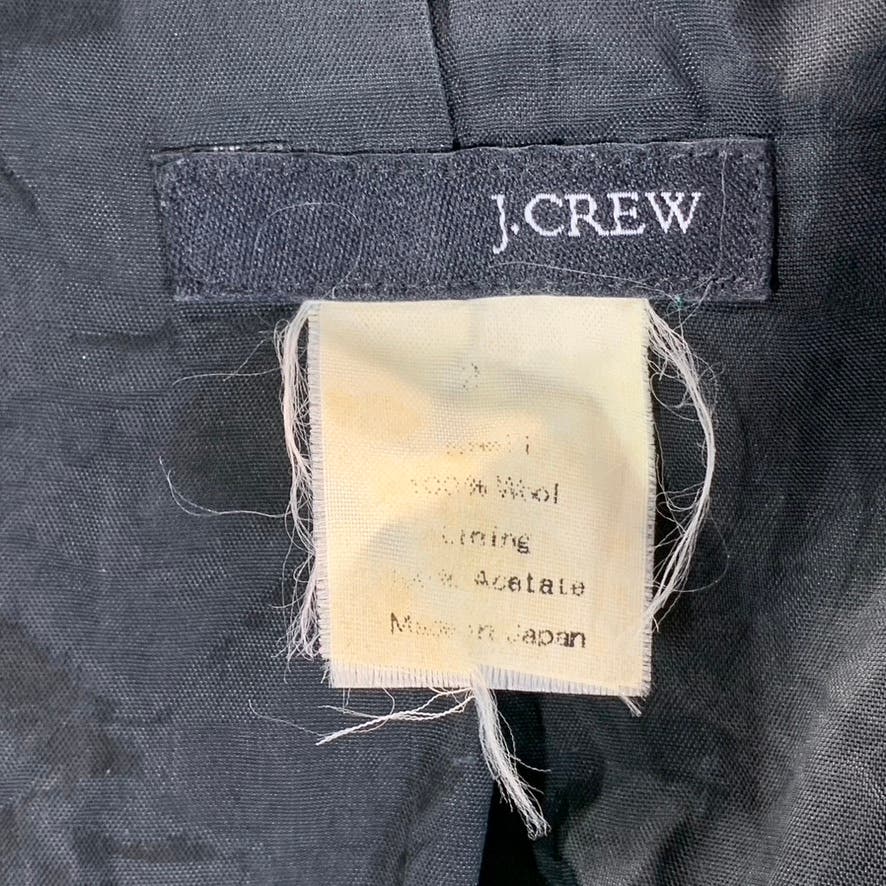 J.CREW
2
100% Wool
Lining
Acetate
Made in Japan